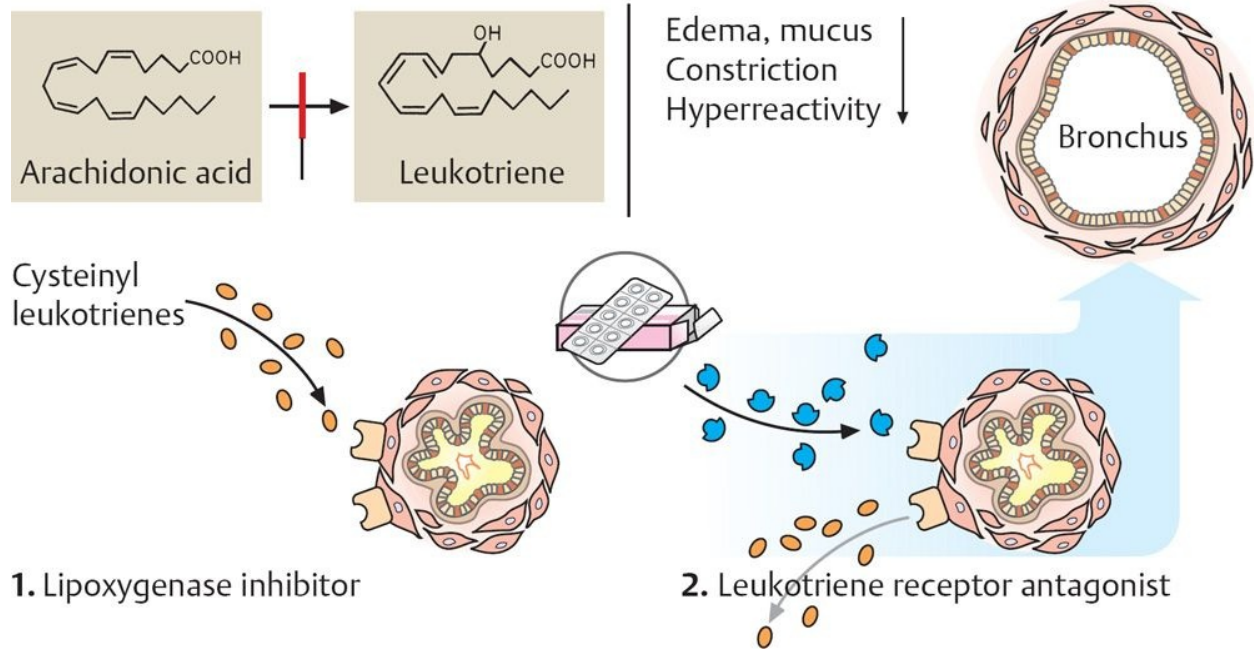 COOH
Arachidonic acid
OH
COOH
Leukotriene
Edema, mucus
Constriction
Hyperreactivity
Bronchus
Cysteinyl
leukotrienes
1. Lipoxygenase inhibitor
2. Leukotriene receptor antagonist